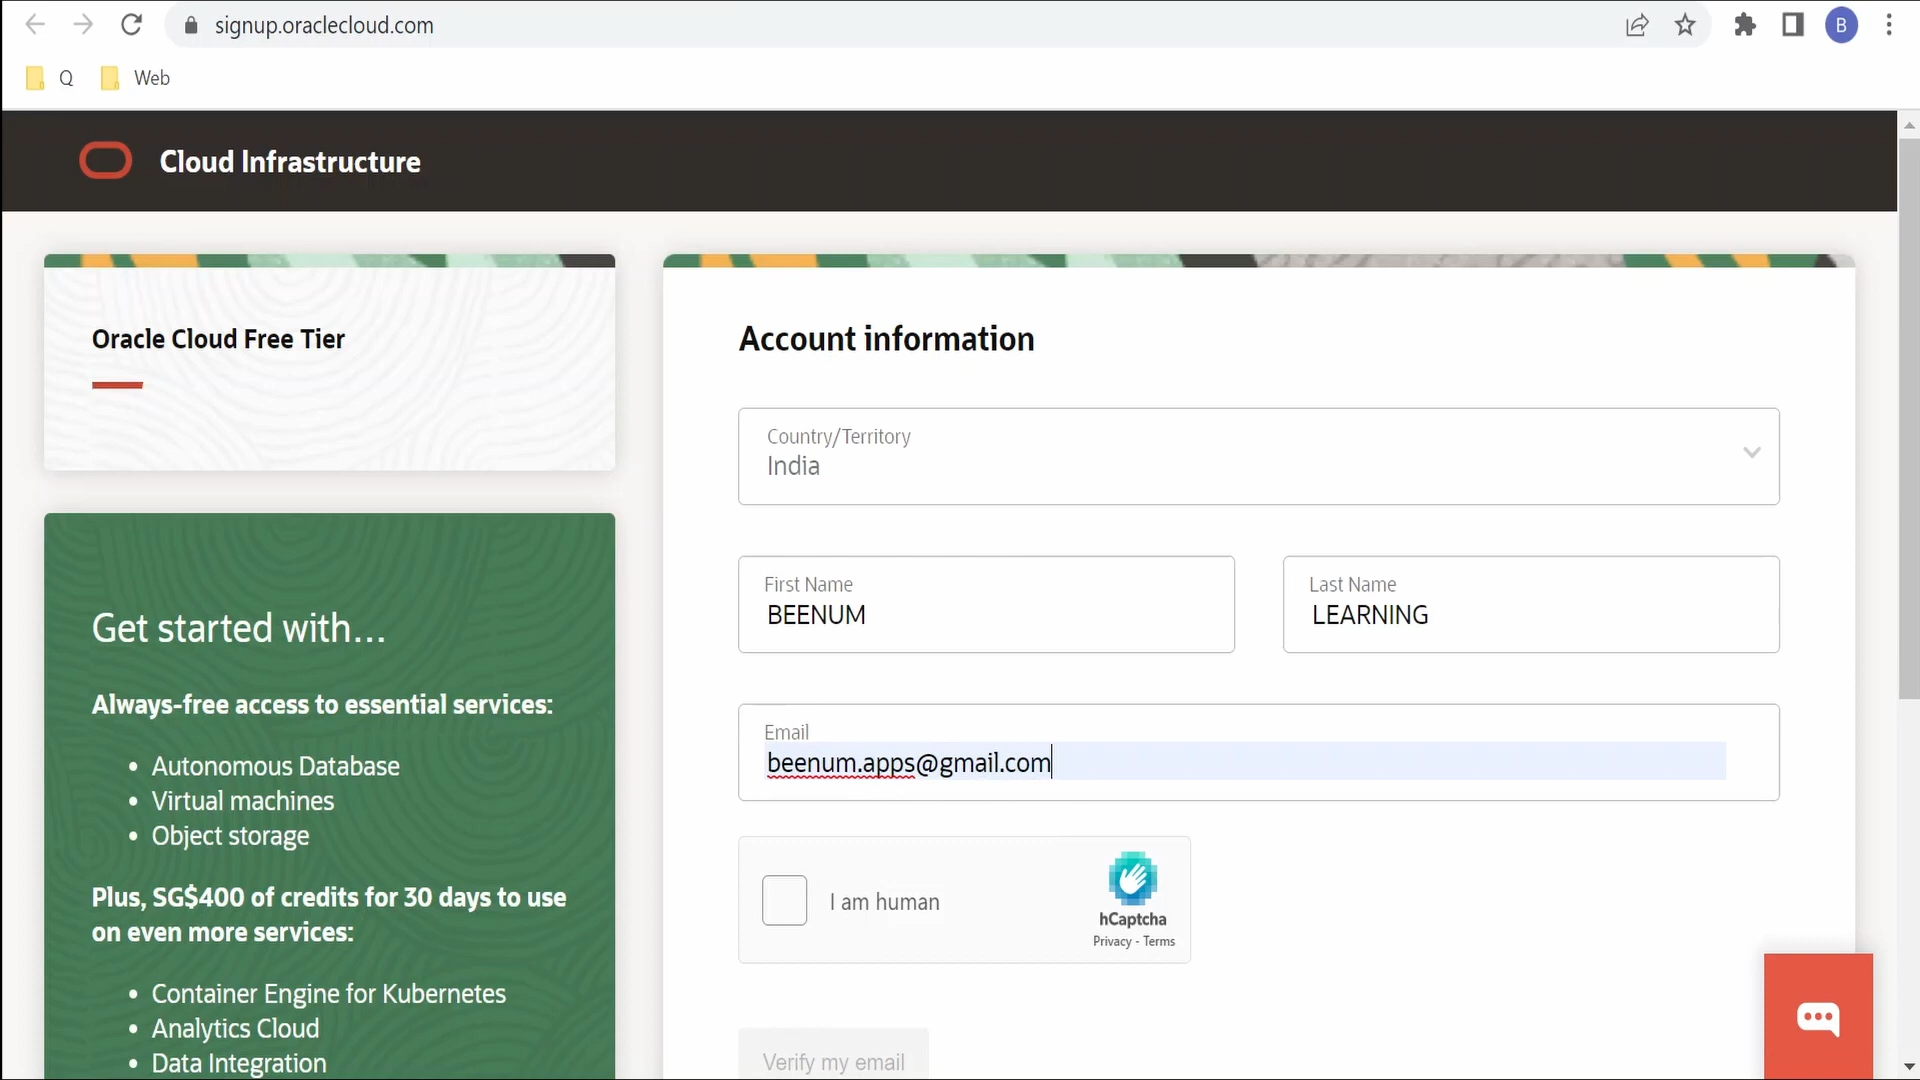 signup.oraclecloud.com
B
Q
Web
Cloud Infrastructure
Oracle Cloud Free Tier
Get started with...
Always-free access to essential services:
• Autonomous Database
• Virtual machines
• Object storage
Plus, SG$400 of credits for 30 days to use
on even more services:
• Container Engine for Kubernetes
• Analytics Cloud
• Data Integration
Account information
Country/Territory
India
First Name
BEENUM
Last Name
LEARNING
Email
beenum.apps@gmail.com
I am human
hCaptcha
Privacy - Terms
Verify my email